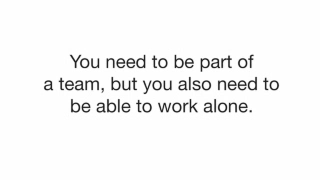 You need to be part of
a team, but you also need to
be able to work alone.